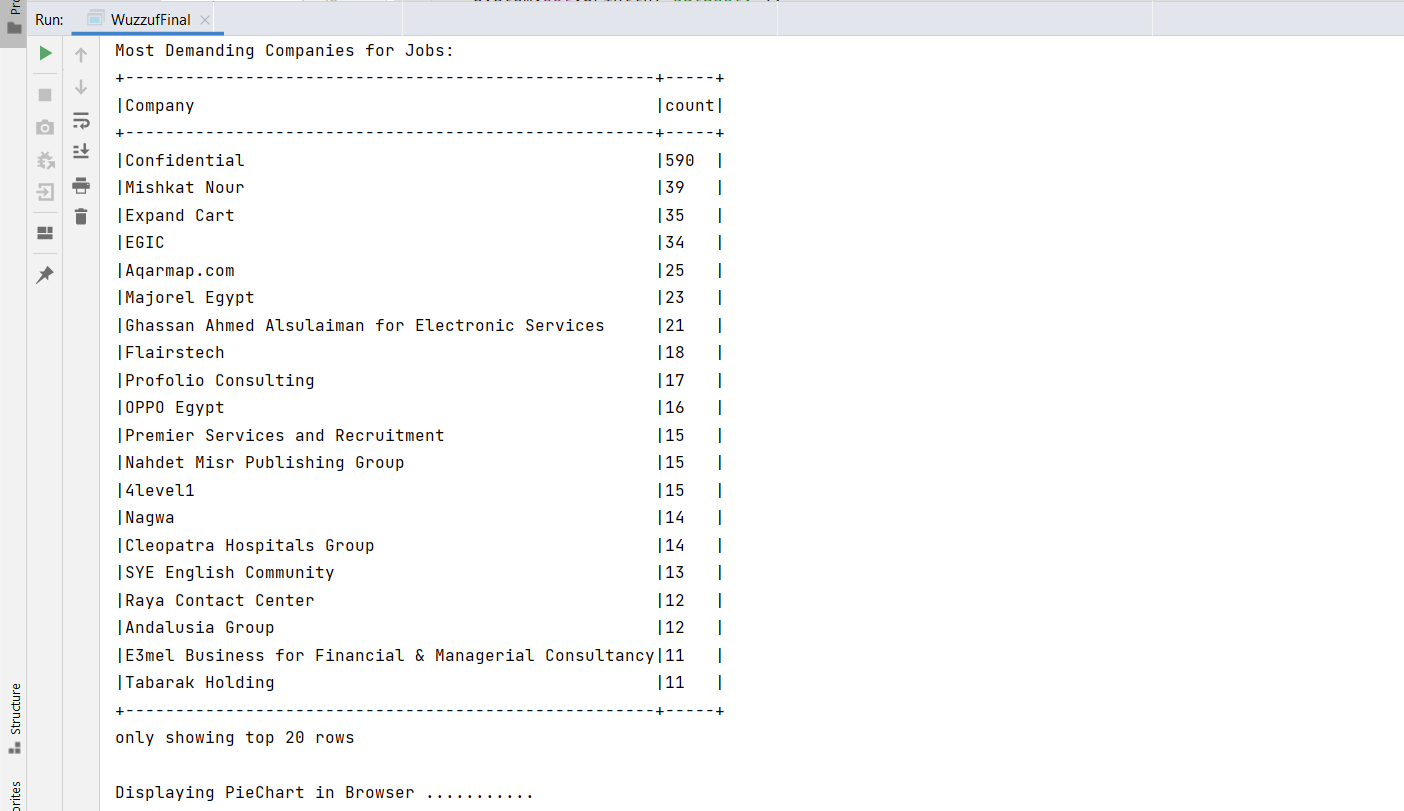 Run: WuzzufFinal
Most Demanding Companies for Jobs:
+-----------------------------------------------------+-----+
|Company                                              |count|
+-----------------------------------------------------+-----+
|Confidential                                         |590  |
|Mishkat Nour                                         |39   |
|Expand Cart                                          |35   |
|EGIC                                                 |34   |
|Aqarmap.com                                          |25   |
|Majorel Egypt                                        |23   |
|Ghassan Ahmed Alsulaiman for Electronic Services     |21   |
|Flairstech                                           |18   |
|Profolio Consulting                                  |17   |
|OPPO Egypt                                           |16   |
|Premier Services and Recruitment                     |15   |
|Nahdet Misr Publishing Group                         |15   |
|4level1                                              |15   |
|Nagwa                                                |14   |
|Cleopatra Hospitals Group                            |14   |
|SYE English Community                                |13   |
|Raya Contact Center                                  |12   |
|Andalusia Group                                      |12   |
|E3mel Business for Financial & Managerial Consultancy|11   |
|Tabarak Holding                                      |11   |
+-----------------------------------------------------+-----+
only showing top 20 rows
Displaying PieChart in Browser ...........
Structure